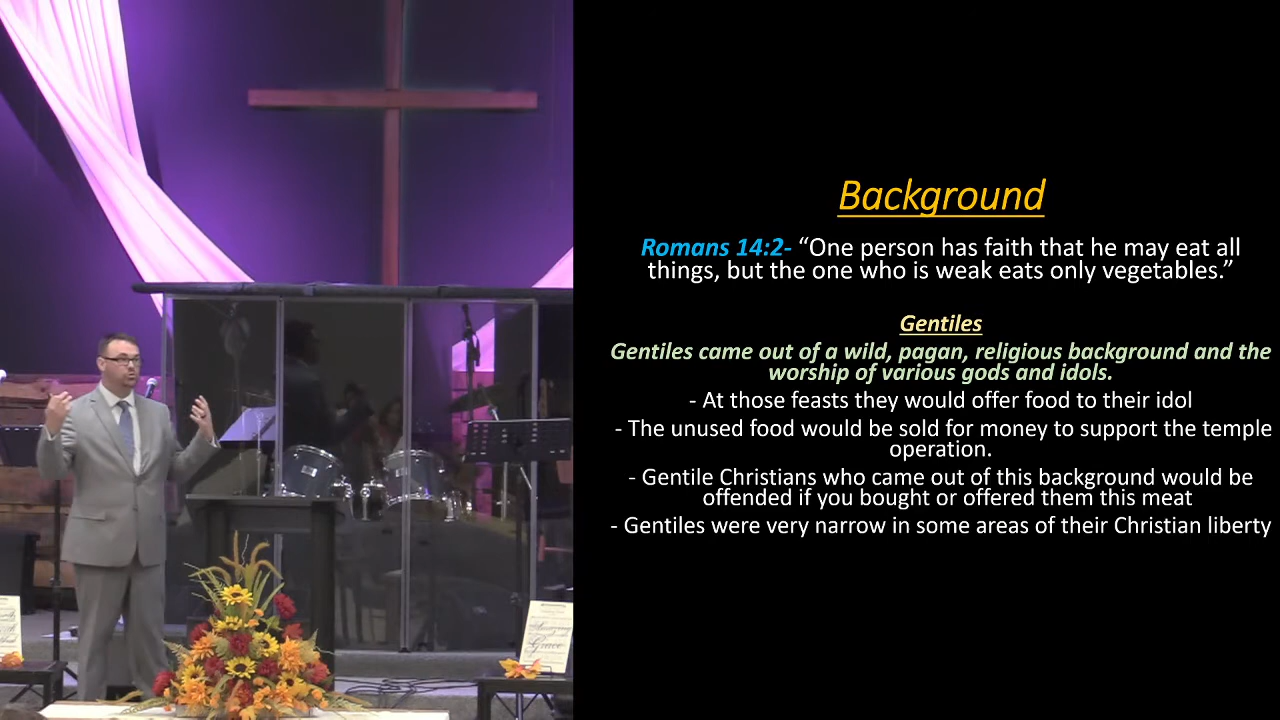 Background
Romans 14:2- “One person has faith that he may eat all
things, but the one who is weak eats only vegetables.”
Gentiles
Gentiles came out of a wild, pagan, religious background and the
worship of various gods and idols.
- At those feasts they would offer food to their idol
- The unused food would be sold for money to support the temple
operation.
- Gentile Christians who came out of this background would be
offended if you bought or offered them this meat
- Gentiles were very narrow in some areas of their Christian liberty
Grace